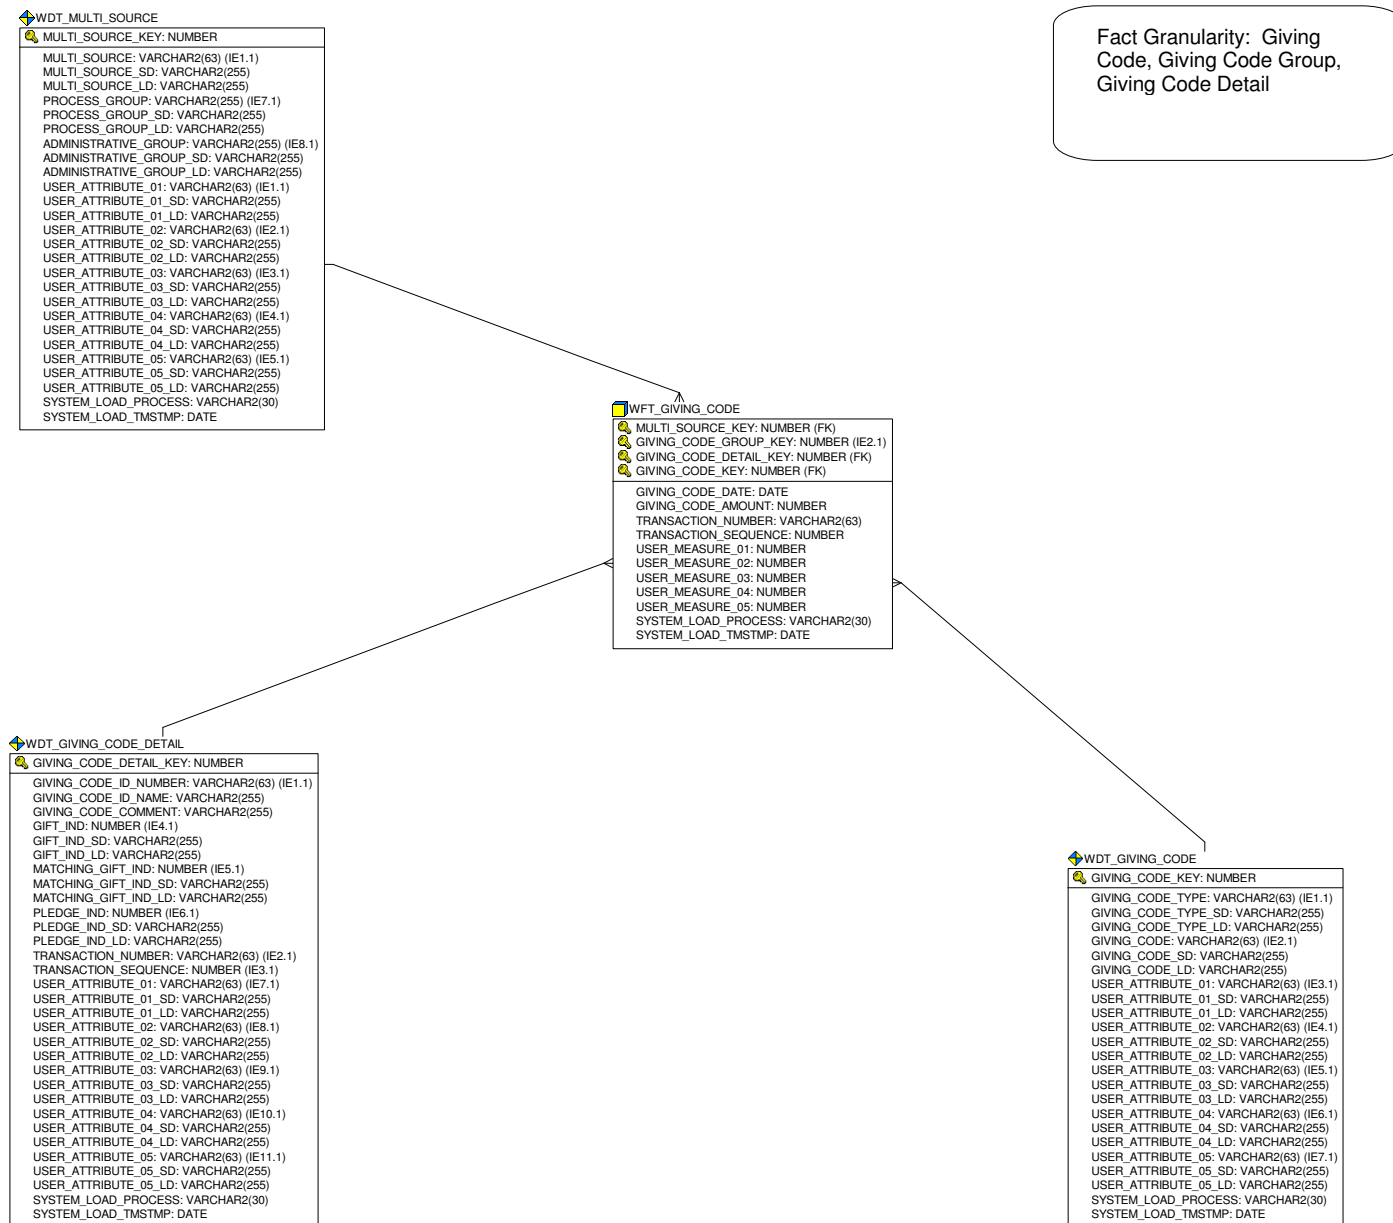 WDT_MULTI_SOURCE
MULTI_SOURCE_KEY: NUMBER
MULTI_SOURCE: VARCHAR2(63) (IE1.1)
MULTI_SOURCE_SD: VARCHAR2(255)
MULTI_SOURCE_LD: VARCHAR2(255)
PROCESS_GROUP: VARCHAR2(255) (IE7.1)
PROCESS_GROUP_SD: VARCHAR2(255)
PROCESS_GROUP_LD: VARCHAR2(255)
ADMINISTRATIVE_GROUP: VARCHAR2(255) (IE8.1)
ADMINISTRATIVE_GROUP_SD: VARCHAR2(255)
ADMINISTRATIVE_GROUP_LD: VARCHAR2(255)
USER_ATTRIBUTE_01: VARCHAR2(63) (IE1.1)
USER_ATTRIBUTE_01_SD: VARCHAR2(255)
USER_ATTRIBUTE_01_LD: VARCHAR2(255)
USER_ATTRIBUTE_02: VARCHAR2(63) (IE2.1)
USER_ATTRIBUTE_02_SD: VARCHAR2(255)
USER_ATTRIBUTE_02_LD: VARCHAR2(255)
USER_ATTRIBUTE_03: VARCHAR2(63) (IE3.1)
USER_ATTRIBUTE_03_SD: VARCHAR2(255)
USER_ATTRIBUTE_03_LD: VARCHAR2(255)
USER_ATTRIBUTE_04: VARCHAR2(63) (IE4.1)
USER_ATTRIBUTE_04_SD: VARCHAR2(255)
USER_ATTRIBUTE_04_LD: VARCHAR2(255)
USER_ATTRIBUTE_05: VARCHAR2(63) (IE5.1)
USER_ATTRIBUTE_05_SD: VARCHAR2(255)
USER_ATTRIBUTE_05_LD: VARCHAR2(255)
SYSTEM_LOAD_PROCESS: VARCHAR2(30)
SYSTEM_LOAD_TMSTMP: DATE
Fact Granularity: Giving
Code, Giving Code Group,
Giving Code Detail
WFT_GIVING_CODE
MULTI_SOURCE_KEY: NUMBER (FK)
GIVING_CODE_GROUP_KEY: NUMBER (IE2.1)
GIVING_CODE_DETAIL_KEY: NUMBER (FK)
GIVING_CODE_KEY: NUMBER (FK)
GIVING_CODE_DATE: DATE
GIVING_CODE_AMOUNT: NUMBER
TRANSACTION_NUMBER: VARCHAR2(63)
TRANSACTION_SEQUENCE: NUMBER
USER_MEASURE_01: NUMBER
USER_MEASURE_02: NUMBER
USER_MEASURE_03: NUMBER
USER_MEASURE_04: NUMBER
USER_MEASURE_05: NUMBER
SYSTEM_LOAD_PROCESS: VARCHAR2(30)
SYSTEM_LOAD_TMSTMP: DATE
WDT_GIVING_CODE_DETAIL
GIVING_CODE_DETAIL_KEY: NUMBER
GIVING_CODE_ID_NUMBER: VARCHAR2(63) (IE1.1)
GIVING_CODE_ID_NAME: VARCHAR2(255)
GIVING_CODE_COMMENT: VARCHAR2(255)
GIFT_IND: NUMBER (IE4.1)
GIFT_IND_SD: VARCHAR2(255)
GIFT_IND_LD: VARCHAR2(255)
MATCHING_GIFT_IND: NUMBER (IE5.1)
MATCHING_GIFT_IND_SD: VARCHAR2(255)
MATCHING_GIFT_IND_LD: VARCHAR2(255)
PLEDGE_IND: NUMBER (IE6.1)
PLEDGE_IND_SD: VARCHAR2(255)
PLEDGE_IND_LD: VARCHAR2(255)
TRANSACTION_NUMBER: VARCHAR2(63) (IE2.1)
TRANSACTION_SEQUENCE: NUMBER (IE3.1)
USER_ATTRIBUTE_01: VARCHAR2(63) (IE7.1)
USER_ATTRIBUTE_01_SD: VARCHAR2(255)
USER_ATTRIBUTE_01_LD: VARCHAR2(255)
USER_ATTRIBUTE_02: VARCHAR2(63) (IE8.1)
USER_ATTRIBUTE_02_SD: VARCHAR2(255)
USER_ATTRIBUTE_02_LD: VARCHAR2(255)
USER_ATTRIBUTE_03: VARCHAR2(63) (IE9.1)
USER_ATTRIBUTE_03_SD: VARCHAR2(255)
USER_ATTRIBUTE_03_LD: VARCHAR2(255)
USER_ATTRIBUTE_04: VARCHAR2(63) (IE10.1)
USER_ATTRIBUTE_04_SD: VARCHAR2(255)
USER_ATTRIBUTE_04_LD: VARCHAR2(255)
USER_ATTRIBUTE_05: VARCHAR2(63) (IE11.1)
USER_ATTRIBUTE_05_SD: VARCHAR2(255)
USER_ATTRIBUTE_05_LD: VARCHAR2(255)
SYSTEM_LOAD_PROCESS: VARCHAR2(30)
SYSTEM_LOAD_TMSTMP: DATE
WDT_GIVING_CODE
GIVING_CODE_KEY: NUMBER
GIVING_CODE_TYPE: VARCHAR2(63) (IE1.1)
GIVING_CODE_TYPE_SD: VARCHAR2(255)
GIVING_CODE_TYPE_LD: VARCHAR2(255)
GIVING_CODE: VARCHAR2(63) (IE2.1)
GIVING_CODE_SD: VARCHAR2(255)
GIVING_CODE_LD: VARCHAR2(255)
USER_ATTRIBUTE_01: VARCHAR2(63) (IE3.1)
USER_ATTRIBUTE_01_SD: VARCHAR2(255)
USER_ATTRIBUTE_01_LD: VARCHAR2(255)
USER_ATTRIBUTE_02: VARCHAR2(63) (IE4.1)
USER_ATTRIBUTE_02_SD: VARCHAR2(255)
USER_ATTRIBUTE_02_LD: VARCHAR2(255)
USER_ATTRIBUTE_03: VARCHAR2(63) (IE5.1)
USER_ATTRIBUTE_03_SD: VARCHAR2(255)
USER_ATTRIBUTE_03_LD: VARCHAR2(255)
USER_ATTRIBUTE_04: VARCHAR2(63) (IE6.1)
USER_ATTRIBUTE_04_SD: VARCHAR2(255)
USER_ATTRIBUTE_04_LD: VARCHAR2(255)
USER_ATTRIBUTE_05: VARCHAR2(63) (IE7.1)
USER_ATTRIBUTE_05_SD: VARCHAR2(255)
USER_ATTRIBUTE_05_LD: VARCHAR2(255)
SYSTEM_LOAD_PROCESS: VARCHAR2(30)
SYSTEM_LOAD_TMSTMP: DATE